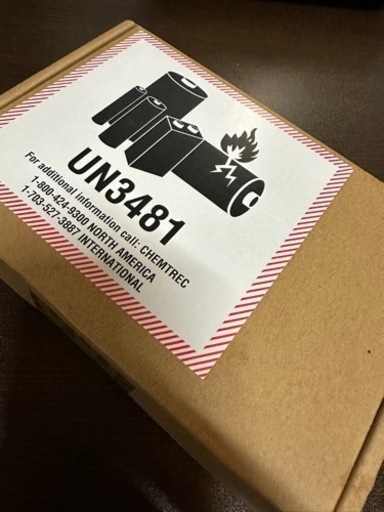 UN3481
For additional information call: CHEMTREC
1-800-424-9300 NORTH AMERICA
1-703-527-3887 INTERNATIONAL